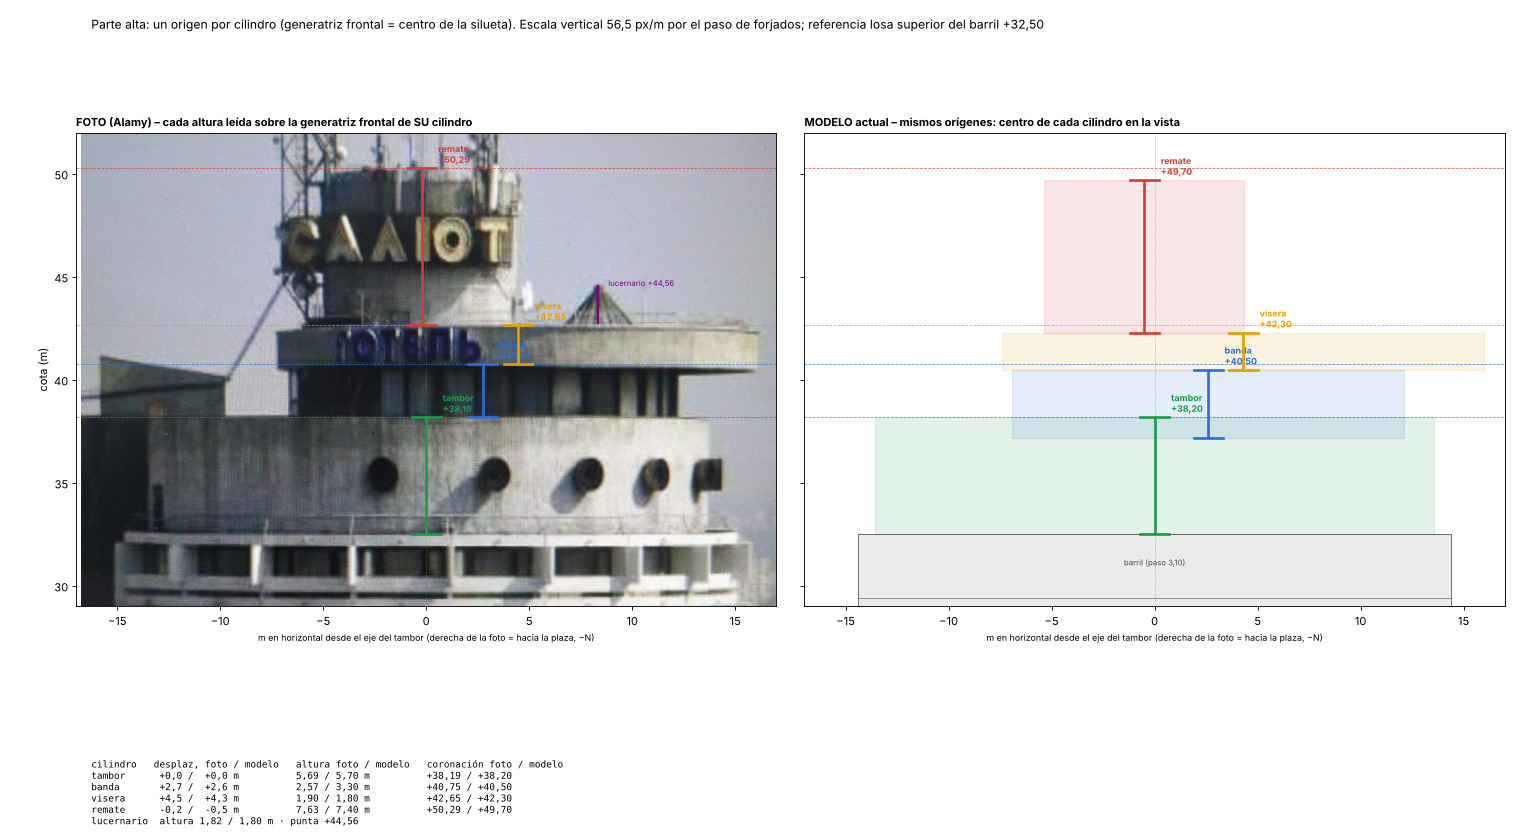 Parte alta: un origen por cilindro (generatriz frontal = centro de la silueta). Escala vertical 56,5 px/m por el paso de forjados; referencia losa superior del barril +32,50
FOTO (Alamy) – cada altura leída sobre la generatriz frontal de SU cilindro
remate
+50,29
САЛЮТ
lucernario +44,56
visera
+42,65
tambor
+38,19
50
45
40
35
30
cota (m)
−15 −10 −5 0 5 10 15
m en horizontal desde el eje del tambor (derecha de la foto = hacia la plaza, −N)
MODELO actual – mismos orígenes: centro de cada cilindro en la vista
remate
+49,70
visera
+42,30
banda
+40,50
tambor
+38,20
barril (paso 3,10)
−15 −10 −5 0 5 10 15
m en horizontal desde el eje del tambor (derecha de la foto = hacia la plaza, −N)
cilindro desplaz, foto / modelo altura foto / modelo coronación foto / modelo
tambor +0,0 / +0,0 m 5,69 / 5,70 m +38,19 / +38,20
banda +2,7 / +2,6 m 2,57 / 3,30 m +40,75 / +40,50
visera +4,5 / +4,3 m 1,90 / 1,80 m +42,65 / +42,30
remate -0,2 / -0,5 m 7,63 / 7,40 m +50,29 / +49,70
lucernario altura 1,82 / 1,80 m · punta +44,56